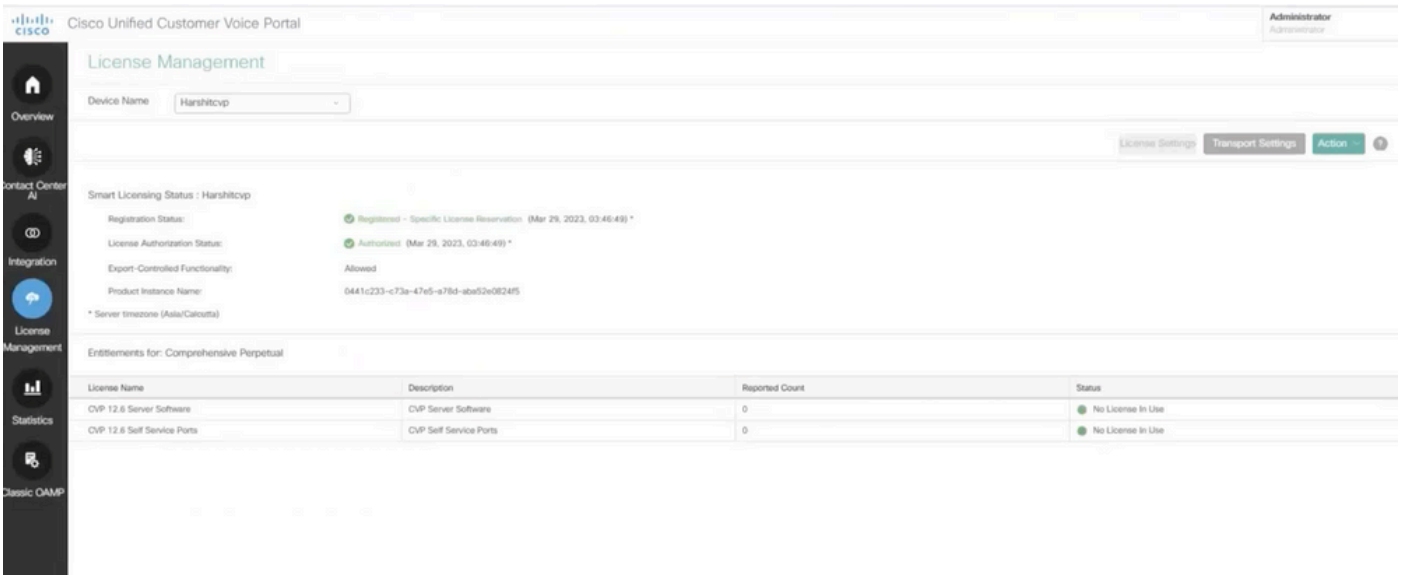 CISCO
Cisco Unified Customer Voice Portal
Administrator
Administrator
License Management
Device Name
Harshitcvp
License Settings
Transport Settings
Action
?
Smart Licensing Status : Harshitcvp
Registration Status:
Registered - Specific License Reservation (Mar 29, 2023, 03:46:49) *
License Authorization Status:
Authorized (Mar 29, 2023, 03:46:49) *
Export-Controlled Functionality:
Allowed
Product Instance Name:
0441c233-c73a-47e5-a78d-aba52e0824f5
* Server timezone (Asia/Calcutta)
Entitlements for: Comprehensive Perpetual
License Name Description Reported Count Status
CVP 12.6 Server Software CVP Server Software 0 No License In Use
CVP 12.6 Self Service Ports CVP Self Service Ports 0 No License In Use
Overview
Contact Center
AI
Integration
License
Management
Statistics
Classic OAMP